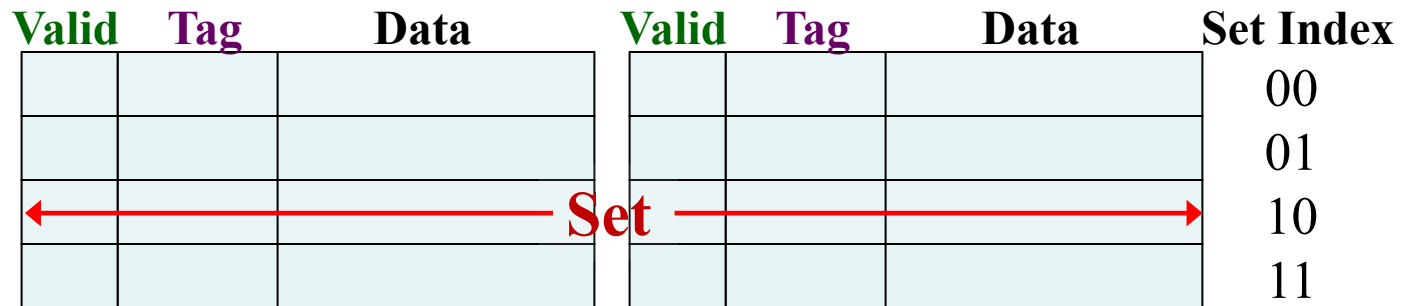 Valid Tag Data Valid Tag Data Set Index
00
01
Set 10
11